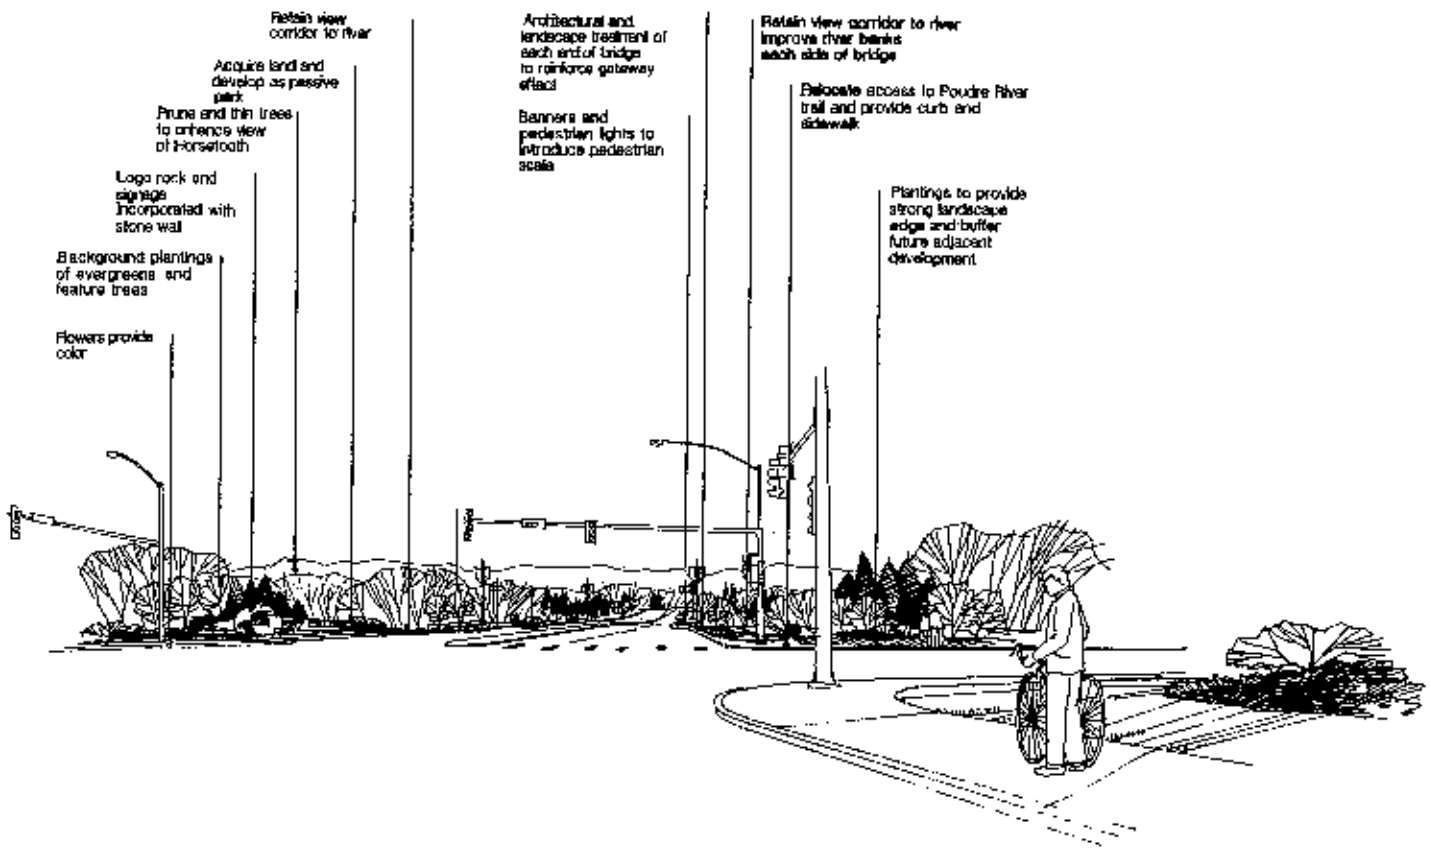 Retain view
corridor to river
Acquire land and
develop as passive
park
Prune and thin trees
to enhance view
of Horsetooth
Logo rock and
signage
incorporated with
stone wall
Background plantings
of evergreens and
feature trees
Flowers provide
color
Architectural and
landscape treatment of
each end of bridge
to reinforce gateway
effect
Banners and
pedestrian lights to
introduce pedestrian
scale
Retain view corridor to river
improve river banks
each side of bridge
Relocate access to Poudre River
trail and provide curb and
sidewalk
Plantings to provide
strong landscape
edge and buffer
future adjacent
development